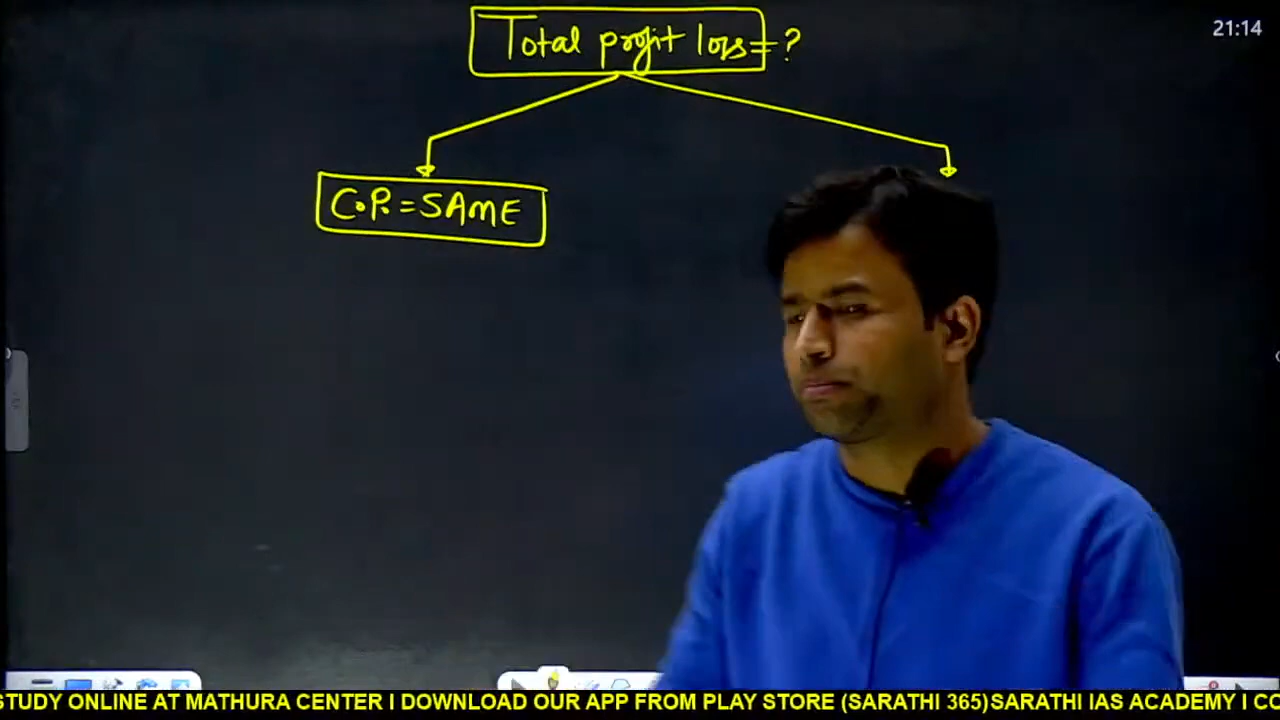 Total profit loss = ?
21:14
C.P. = SAME
STUDY ONLINE AT MATHURA CENTER I DOWNLOAD OUR APP FROM PLAY STORE (SARATHI 365)SARATHI IAS ACADEMY I CO